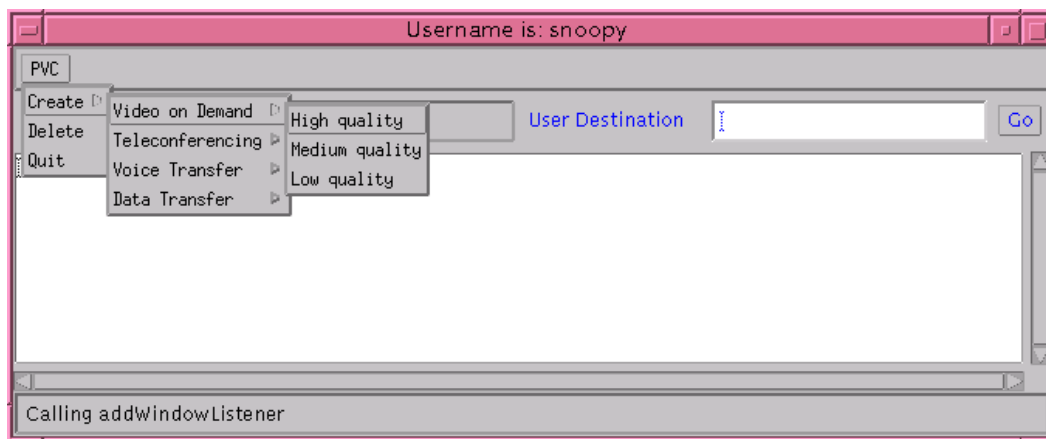 Username is: snoopy
PVC
Create
Delete
Quit
Video on Demand
Teleconferencing
Voice Transfer
Data Transfer
High quality
Medium quality
Low quality
User Destination
Go
Calling addWindowListener